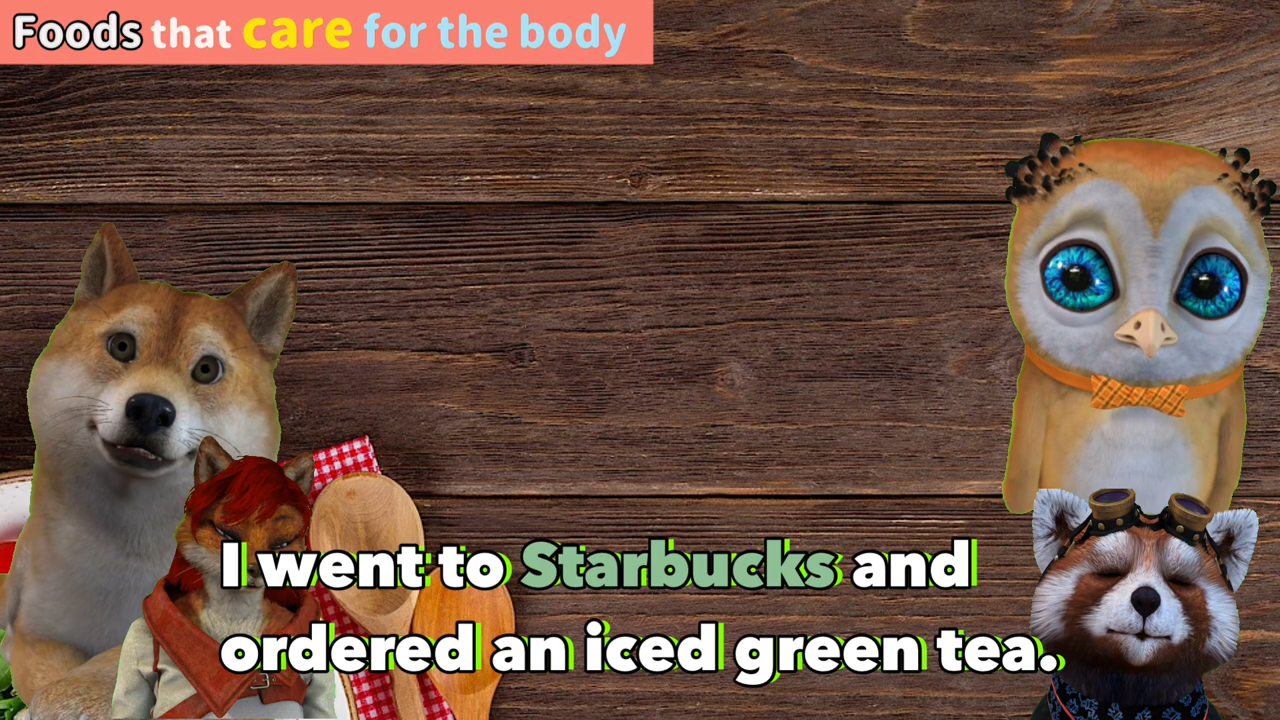 Foods that care for the body
I went to Starbucks and
ordered an iced green tea.